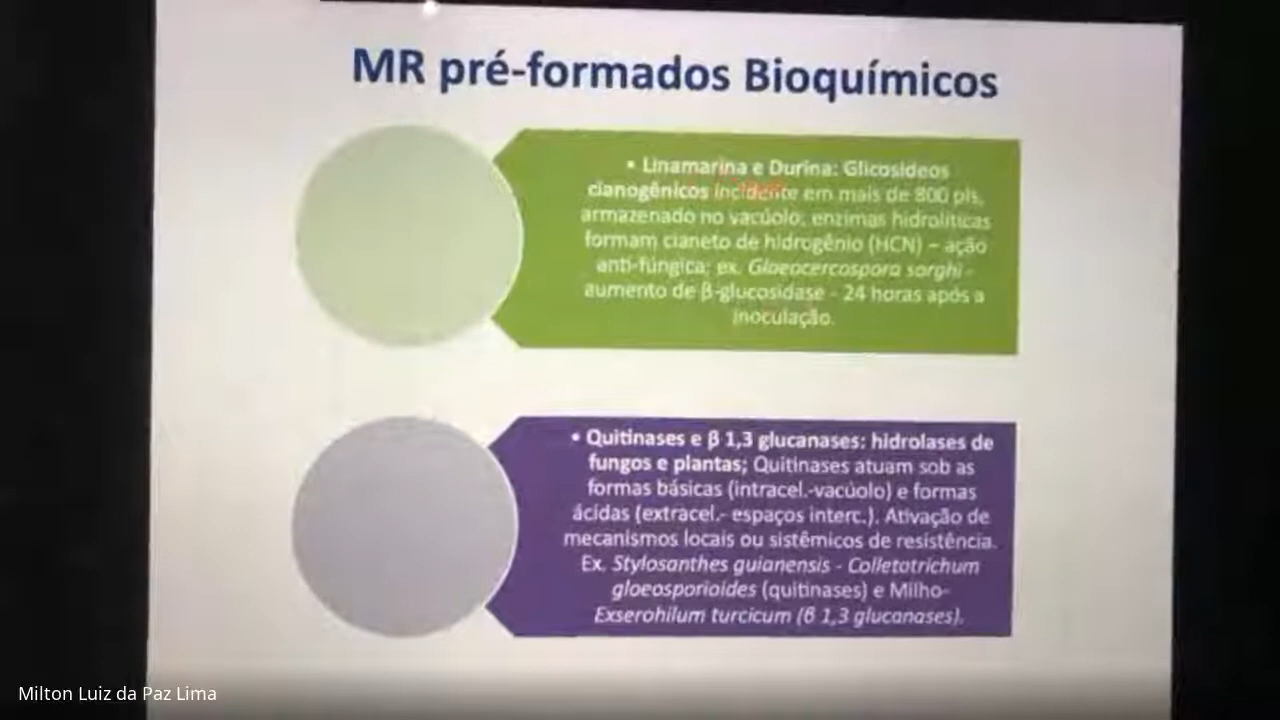 MR pré-formados Bioquímicos
• Linamarina e Durina: Glicosídeos
cianogênicos incidente em mais de 800 pls,
armazenado no vacúolo; enzimas hidrolíticas
formam cianeto de hidrogênio (HCN) – ação
anti-fúngica; ex. Gloeocercospora sorghi -
aumento de β-glucosidase - 24 horas após a
inoculação.
• Quitinases e β 1,3 glucanases: hidrolases de
fungos e plantas; Quitinases atuam sob as
formas básicas (intracel.-vacúolo) e formas
ácidas (extracel.- espaços interc.). Ativação de
mecanismos locais ou sistêmicos de resistência.
Ex. Stylosanthes guianensis - Colletotrichum
gloeosporioides (quitinases) e Milho-
Exserohilum turcicum (β 1,3 glucanases).
Milton Luiz da Paz Lima